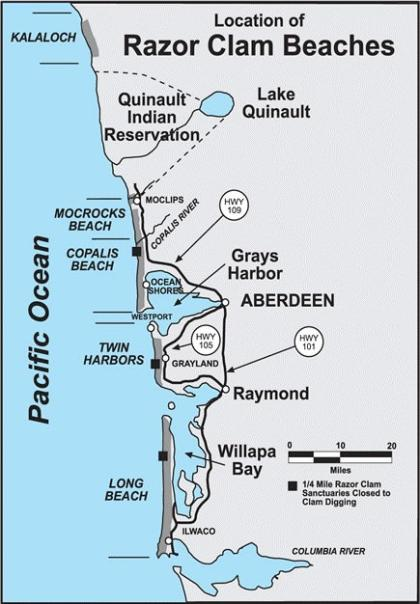 Location of
Razor Clam Beaches
KALALOCH
Quinault
Indian
Reservation
Lake
Quinault
MOCLIPS
HWY
109
MOCROCKS
BEACH
COPALIS RIVER
COPALIS
BEACH
Grays
Harbor
OCEAN
SHORES
ABERDEEN
WESTPORT
Pacific Ocean
TWIN
HARBORS
HWY
105
HWY
101
GRAYLAND
Raymond
Willapa
Bay
0 10 20
Miles
1/4 Mile Razor Clam
Sanctuaries Closed to
Clam Digging
LONG
BEACH
ILWACO
COLUMBIA RIVER